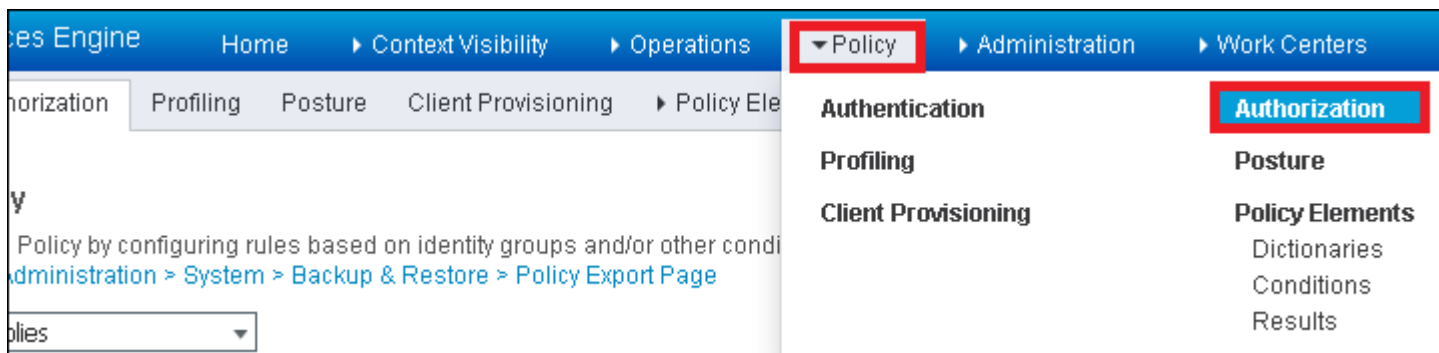 ces Engine Home Context Visibility Operations Policy Administration Work Centers
horization Profiling Posture Client Provisioning Policy Ele
Authentication Authorization
Profiling Posture
Client Provisioning Policy Elements
Dictionaries
Conditions
Results
y
Policy by configuring rules based on identity groups and/or other condi
Administration > System > Backup & Restore > Policy Export Page
plies